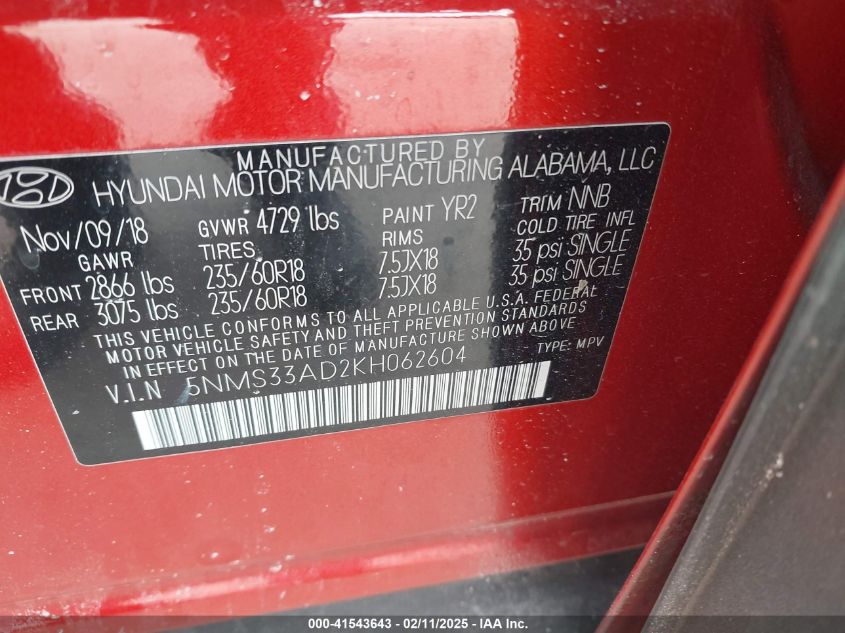 MANUFACTURED BY
HYUNDAI MOTOR MANUFACTURING ALABAMA, LLC
Nov/09/18 GVWR 4729 lbs PAINT YR2 TRIM NNB
GAWR TIRES RIMS COLD TIRE INFL
FRONT 2866 lbs 235/60R18 7.5JX18 35 psi SINGLE
REAR 3075 lbs 235/60R18 7.5JX18 35 psi SINGLE
THIS VEHICLE CONFORMS TO ALL APPLICABLE U.S.A. FEDERAL
MOTOR VEHICLE SAFETY AND THEFT PREVENTION STANDARDS
IN EFFECT ON THE DATE OF MANUFACTURE SHOWN ABOVE
V.I.N 5NMS33AD2KH062604 TYPE: MPV
000-41543643 - 02/11/2025 - IAA Inc.